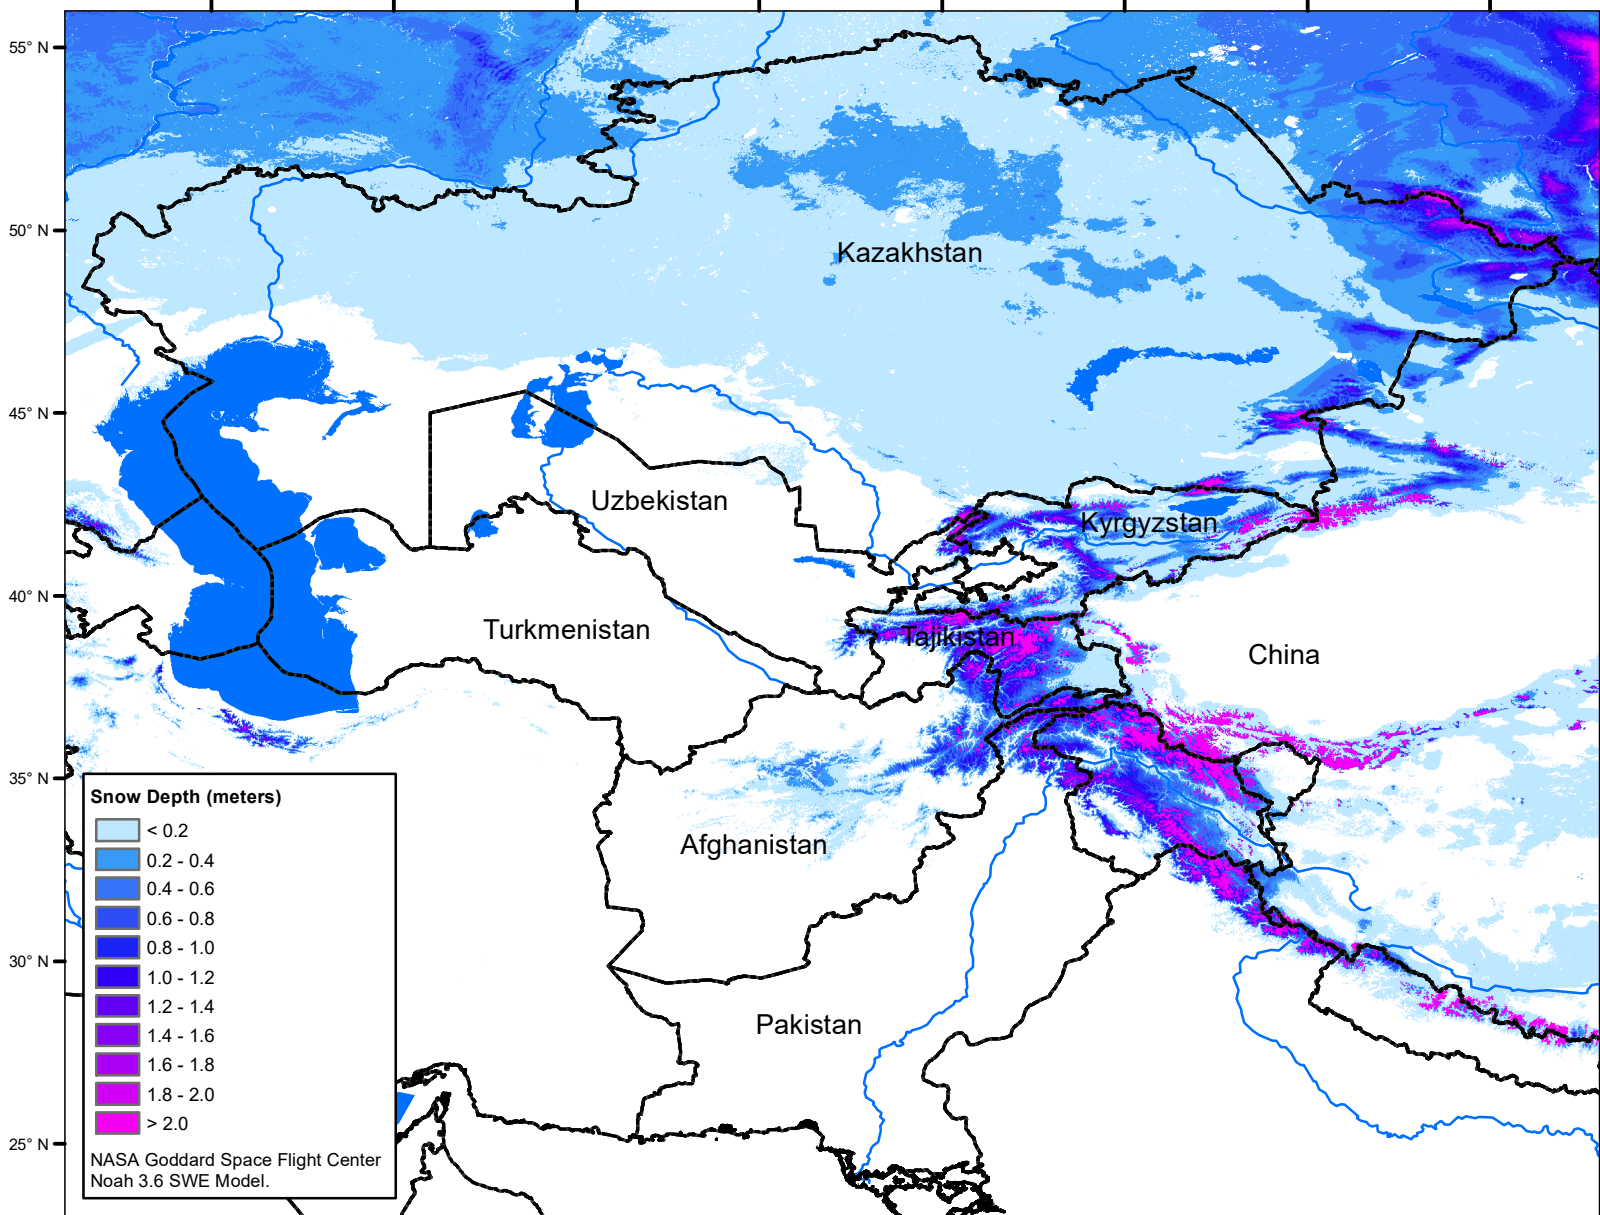 55° N
50° N
Kazakhstan
45° N
Uzbekistan
Kyrgyzstan
40° N
Turkmenistan
Tajikistan
China
35° N
Snow Depth (meters)
< 0.2
0.2 - 0.4
0.4 - 0.6
0.6 - 0.8
0.8 - 1.0
1.0 - 1.2
1.2 - 1.4
1.4 - 1.6
1.6 - 1.8
1.8 - 2.0
> 2.0
NASA Goddard Space Flight Center
Noah 3.6 SWE Model.
Afghanistan
30° N
Pakistan
25° N